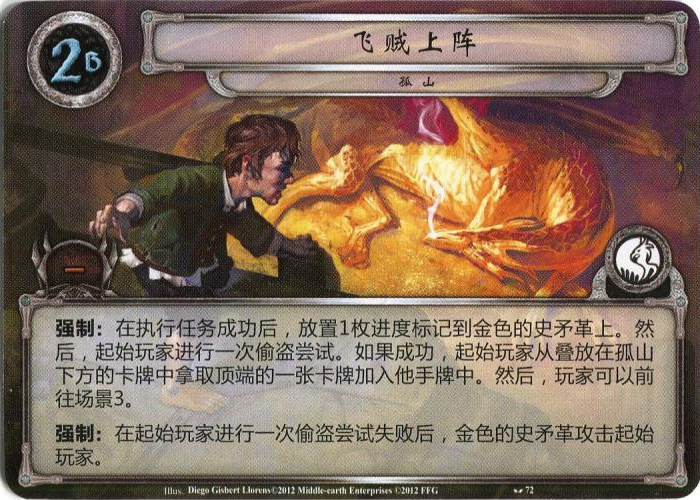 2B
飞贼上阵
孤山
强制：在执行任务成功后，放置1枚进度标记到金色的史矛革上。然
后，起始玩家进行一次偷盗尝试。如果成功，起始玩家从叠放在孤山
下方的卡牌中拿取顶端的一张卡牌加入他手牌中。然后，玩家可以前
往场景3。
强制：在起始玩家进行一次偷盗尝试失败后，金色的史矛革攻击起始
玩家。
Illus. Diego Gisbert Llorens©2012 Middle-earth Enterprises ©2012 FFG 72